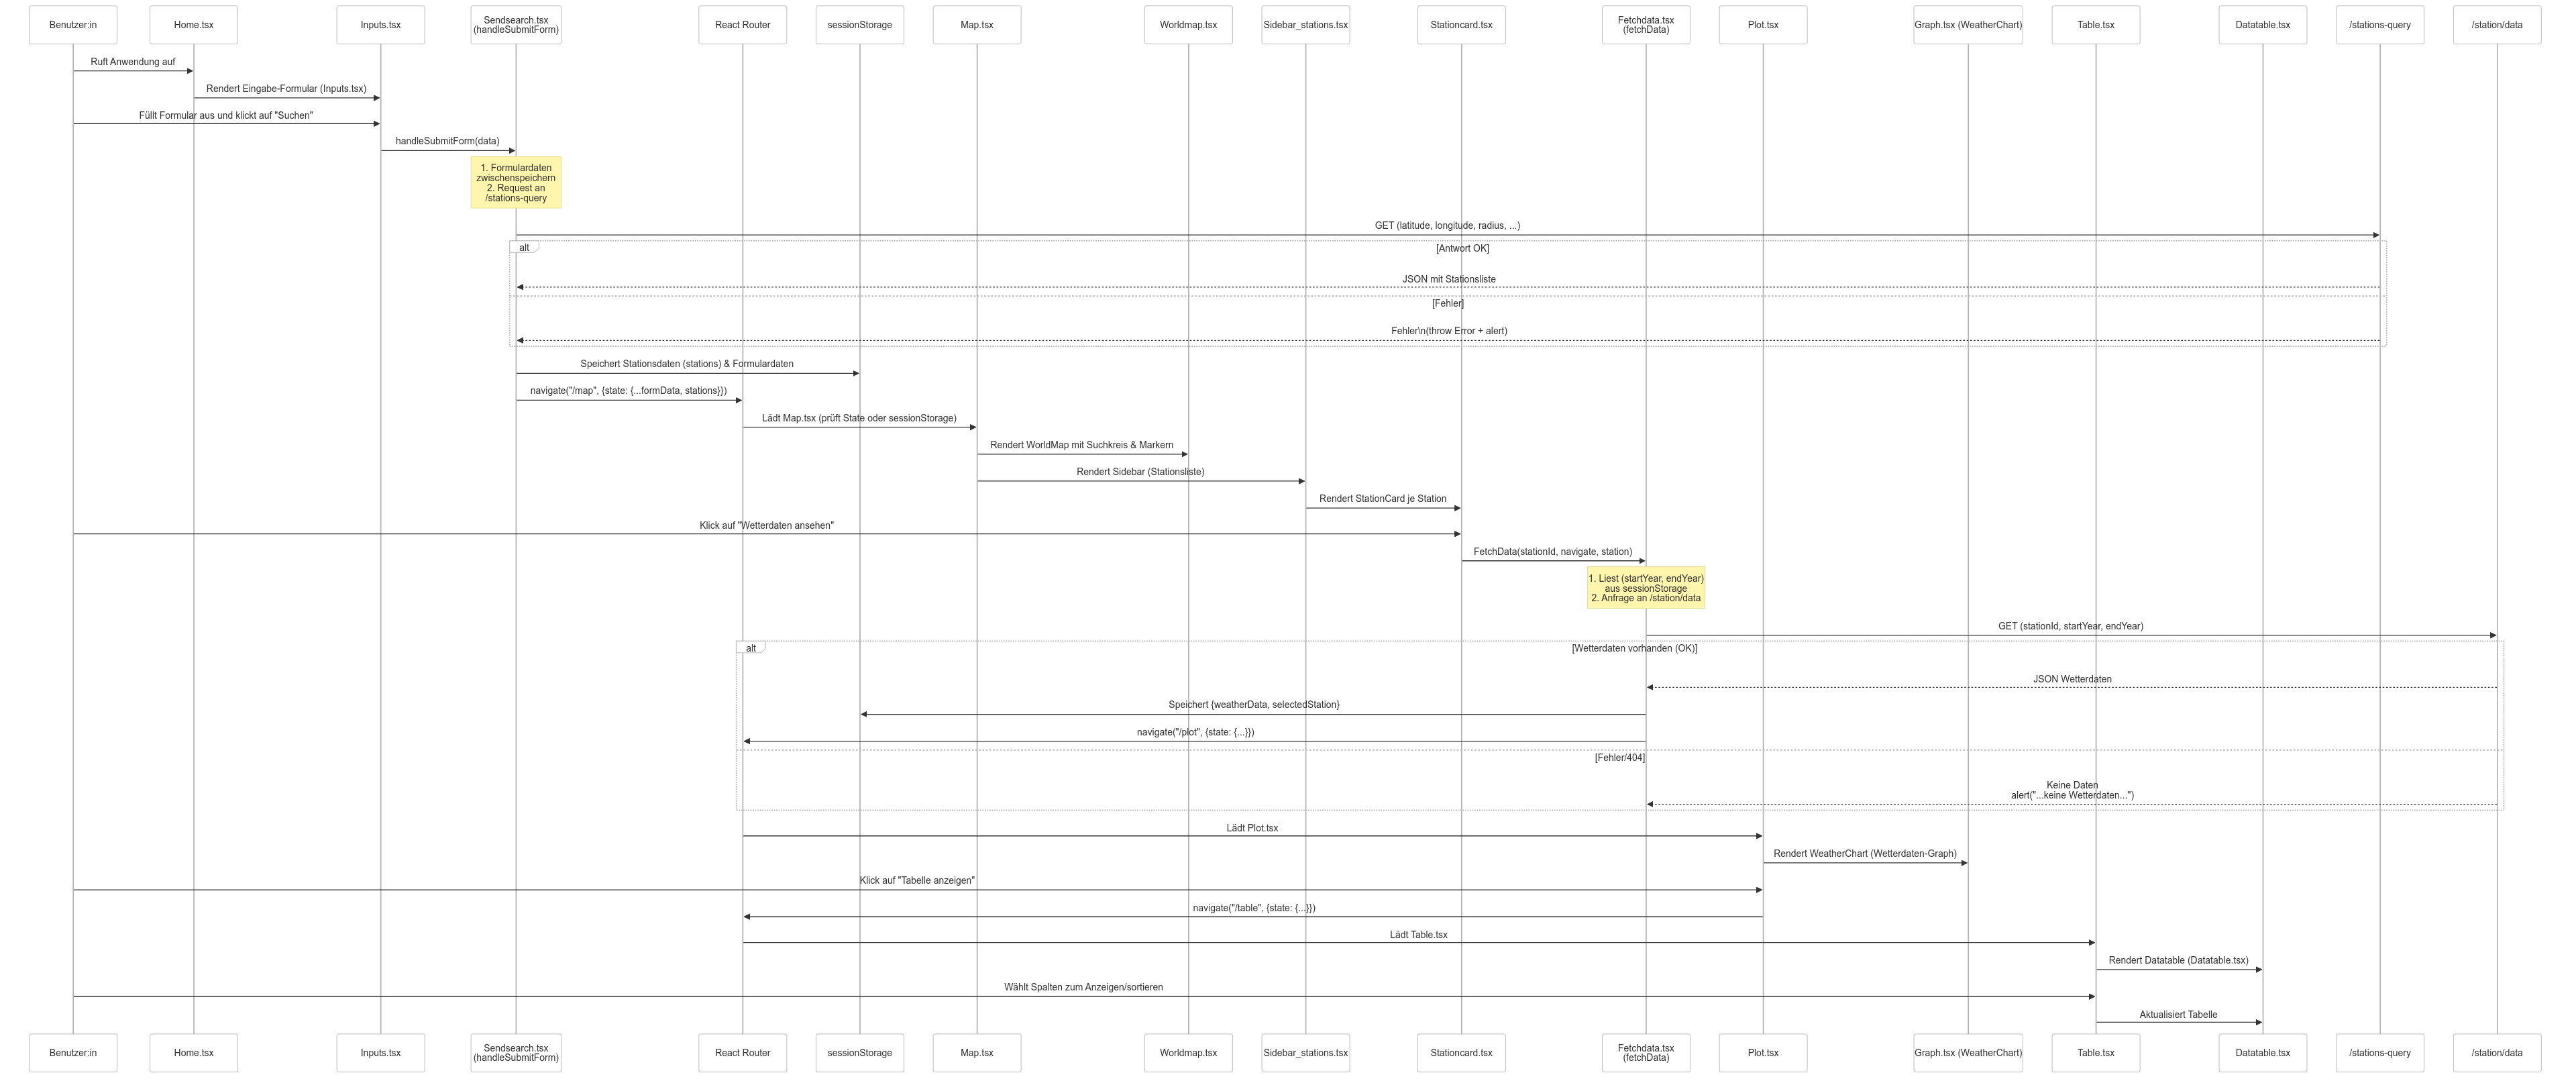 Benutzer:in
Home.tsx
Inputs.tsx
Sendsearch.tsx
(handleSubmitForm)
React Router
sessionStorage
Map.tsx
Worldmap.tsx
Sidebar_stations.tsx
Stationcard.tsx
Fetchdata.tsx
(fetchData)
Plot.tsx
Graph.tsx (WeatherChart)
Table.tsx
Datatable.tsx
/stations-query
/station/data
Ruft Anwendung auf
Rendert Eingabe-Formular (Inputs.tsx)
Füllt Formular aus und klickt auf "Suchen"
handleSubmitForm(data)
1. Formulardaten
zwischenspeichern
2. Request an
/stations-query
GET (latitude, longitude, radius, ...)
alt
[Antwort OK]
JSON mit Stationsliste
[Fehler]
Fehler\n(throw Error + alert)
Speichert Stationsdaten (stations) & Formulardaten
navigate("/map", {state: {...formData, stations}})
Lädt Map.tsx (prüft State oder sessionStorage)
Rendert WorldMap mit Suchkreis & Markern
Rendert Sidebar (Stationsliste)
Rendert StationCard je Station
Klick auf "Wetterdaten ansehen"
FetchData(stationId, navigate, station)
1. Liest (startYear, endYear)
aus sessionStorage
2. Anfrage an /station/data
GET (stationId, startYear, endYear)
alt
[Wetterdaten vorhanden (OK)]
JSON Wetterdaten
Speichert {weatherData, selectedStation}
navigate("/plot", {state: {...}})
[Fehler/404]
Keine Daten
alert("...keine Wetterdaten...")
Lädt Plot.tsx
Rendert WeatherChart (Wetterdaten-Graph)
Klick auf "Tabelle anzeigen"
navigate("/table", {state: {...}})
Lädt Table.tsx
Rendert Datatable (Datatable.tsx)
Wählt Spalten zum Anzeigen/sortieren
Aktualisiert Tabelle
Benutzer:in
Home.tsx
Inputs.tsx
Sendsearch.tsx
(handleSubmitForm)
React Router
sessionStorage
Map.tsx
Worldmap.tsx
Sidebar_stations.tsx
Stationcard.tsx
Fetchdata.tsx
(fetchData)
Plot.tsx
Graph.tsx (WeatherChart)
Table.tsx
Datatable.tsx
/stations-query
/station/data